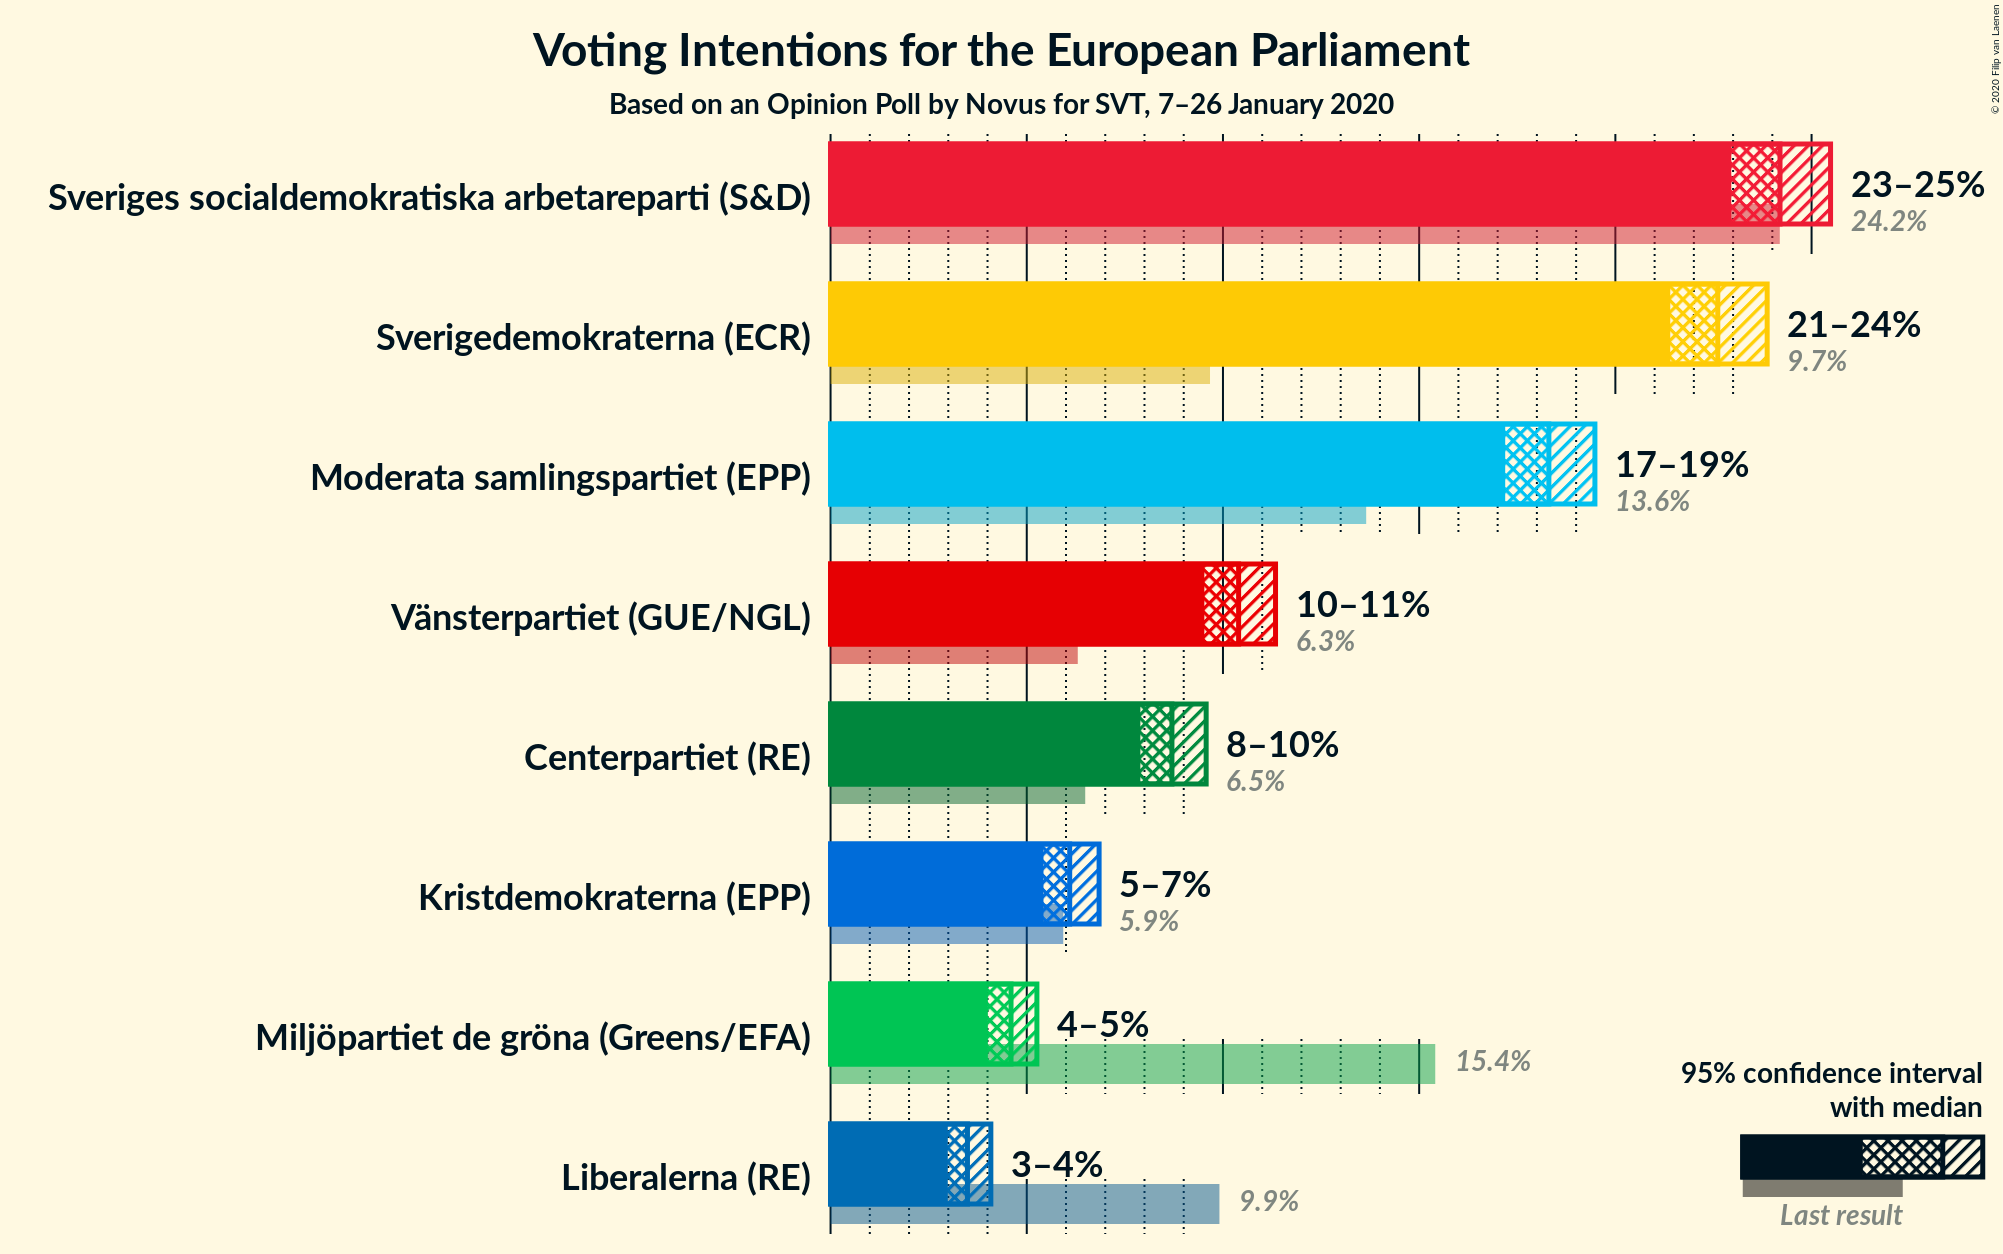 Voting Intentions for the European Parliament
Based on an Opinion Poll by Novus for SVT, 7–26 January 2020
© 2020 Filip van Laenen
Sveriges socialdemokratiska arbetareparti (S&D)
23–25%
24.2%
Sverigedemokraterna (ECR)
21–24%
9.7%
Moderata samlingspartiet (EPP)
17–19%
13.6%
Vänsterpartiet (GUE/NGL)
10–11%
6.3%
Centerpartiet (RE)
8–10%
6.5%
Kristdemokraterna (EPP)
5–7%
5.9%
Miljöpartiet de gröna (Greens/EFA)
4–5%
15.4%
Liberalerna (RE)
3–4%
9.9%
95% confidence interval
with median
Last result